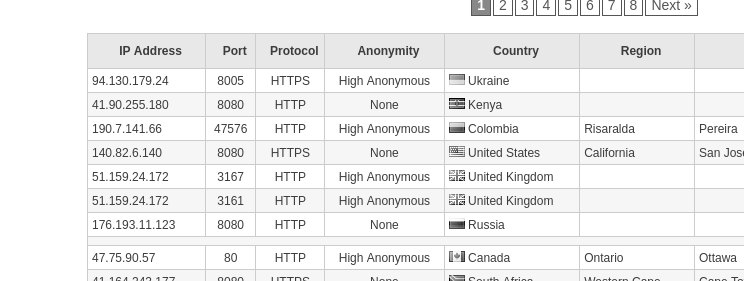 1 2 3 4 5 6 7 8 Next »
IP Address Port Protocol Anonymity Country Region
94.130.179.24 8005 HTTPS High Anonymous Ukraine
41.90.255.180 8080 HTTP None Kenya
190.7.141.66 47576 HTTP High Anonymous Colombia Risaralda Pereira
140.82.6.140 8080 HTTPS None United States California San Jos
51.159.24.172 3167 HTTP High Anonymous United Kingdom
51.159.24.172 3161 HTTP High Anonymous United Kingdom
176.193.11.123 8080 HTTP None Russia
47.75.90.57 80 HTTP High Anonymous Canada Ontario Ottawa
41.164.243.177 8080 HTTPS None South Africa Western Cape Cape To